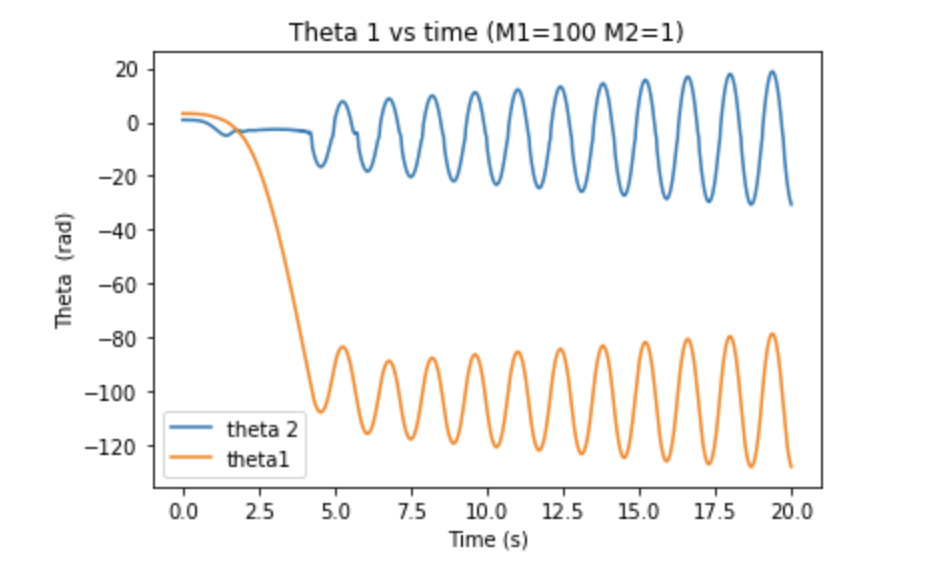 Theta 1 vs time (M1=100 M2=1)
20
0
−20
−40
−60
−80
−100
−120
Theta (rad)
theta 2
theta1
0.0 2.5 5.0 7.5 10.0 12.5 15.0 17.5 20.0
Time (s)